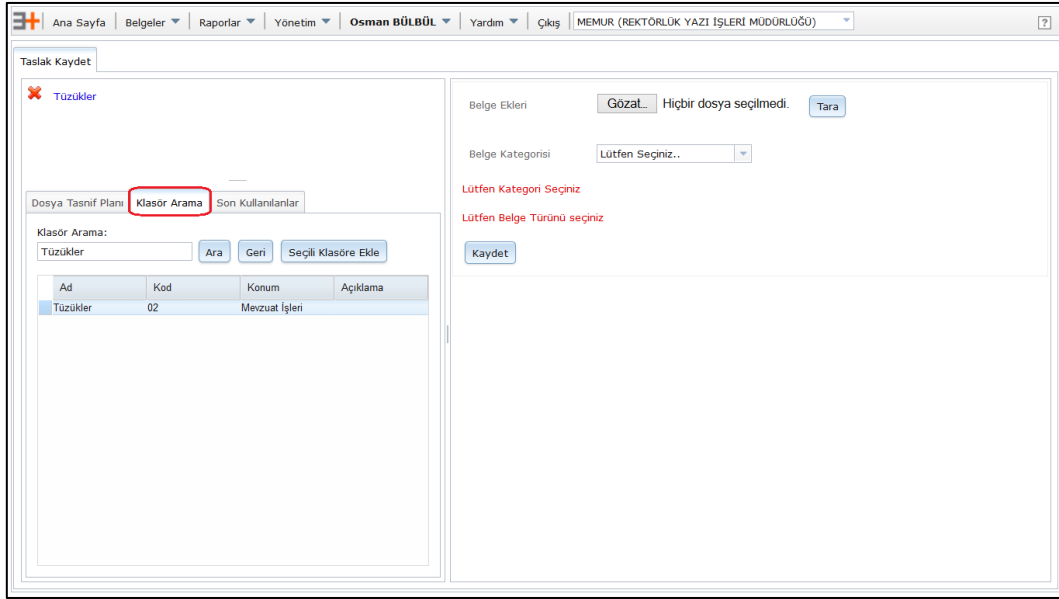 Ana Sayfa Belgeler Raporlar Yönetim Osman BÜLBÜL Yardım Çıkış MEMUR (REKTÖRLÜK YAZI İŞLERİ MÜDÜRLÜĞÜ) ?
Taslak Kaydet
Tüzükler
Dosya Tasnif Planı Klasör Arama Son Kullanılanlar
Klasör Arama:
Tüzükler Ara Geri Seçili Klasöre Ekle
Ad Kod Konum Açıklama
Tüzükler 02 Mevzuat İşleri
Belge Ekleri Gözat... Hiçbir dosya seçilmedi. Tara
Belge Kategorisi Lütfen Seçiniz..
Lütfen Kategori Seçiniz
Lütfen Belge Türünü seçiniz
Kaydet